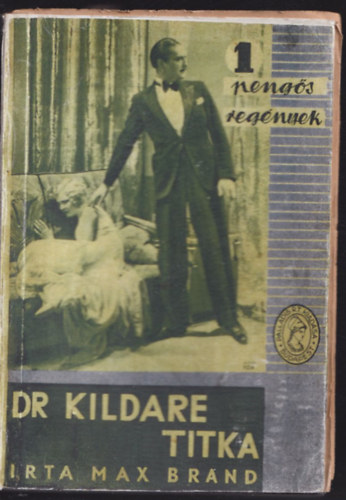 1
pengős
regények
DR KILDARE
TITKA
IRTA MAX BRAND